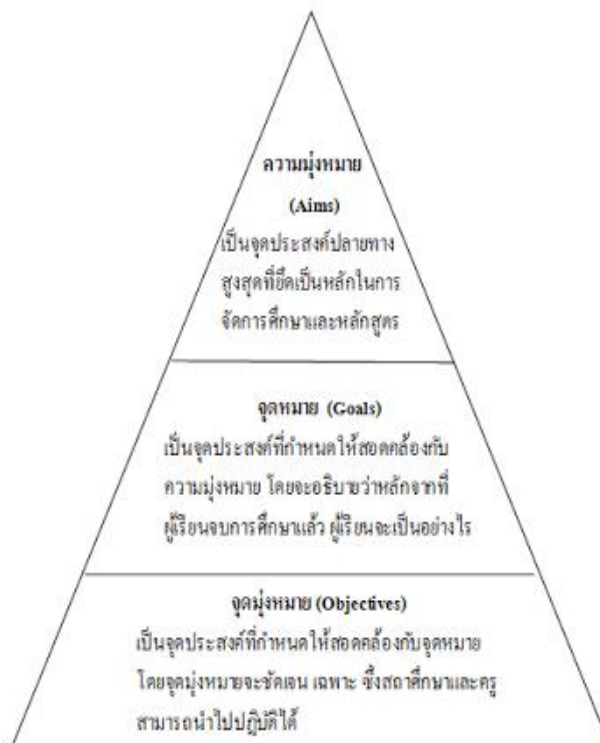 ความมุ่งหมาย
(Aims)
เป็นจุดประสงค์ปลายทาง
สูงสุดที่ยึดเป็นหลักในการ
จัดการศึกษาและหลักสูตร
จุดหมาย (Goals)
เป็นจุดประสงค์ที่กำหนดให้สอดคล้องกับ
ความมุ่งหมาย โดยจะอธิบายว่าหลักจากที่
ผู้เรียนจบการศึกษาแล้ว ผู้เรียนจะเป็นอย่างไร
จุดมุ่งหมาย (Objectives)
เป็นจุดประสงค์ที่กำหนดให้สอดคล้องกับจุดหมาย
โดยจุดมุ่งหมายจะชัดเจน เฉพาะ ซึ่งสถาศึกษาและครู
สามารถนำไปปฏิบัติได้